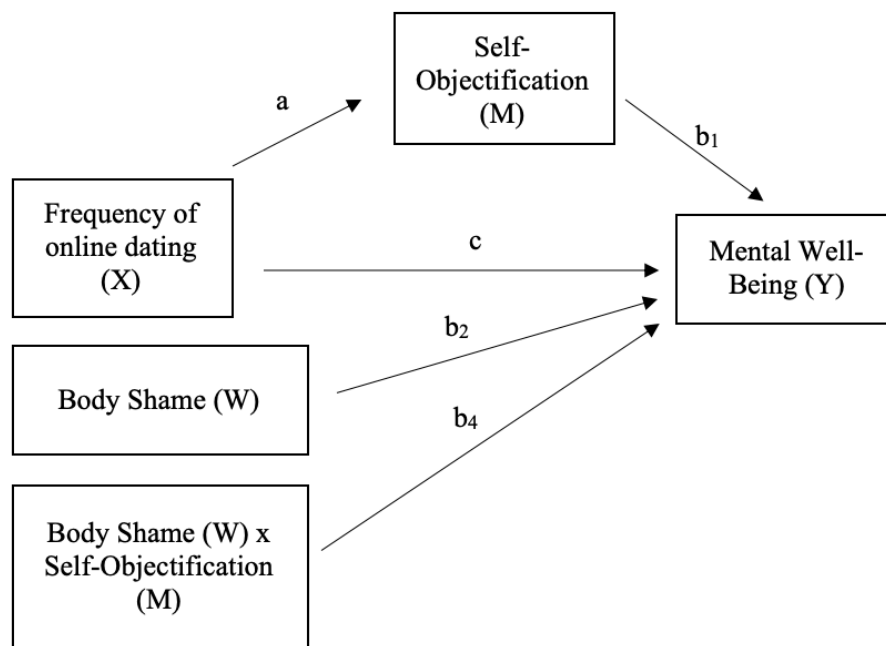 Self-
Objectification
(M)
a
b₁
Frequency of
online dating
(X)
c
Mental Well-
Being (Y)
b₂
Body Shame (W)
b₄
Body Shame (W) x
Self-Objectification
(M)